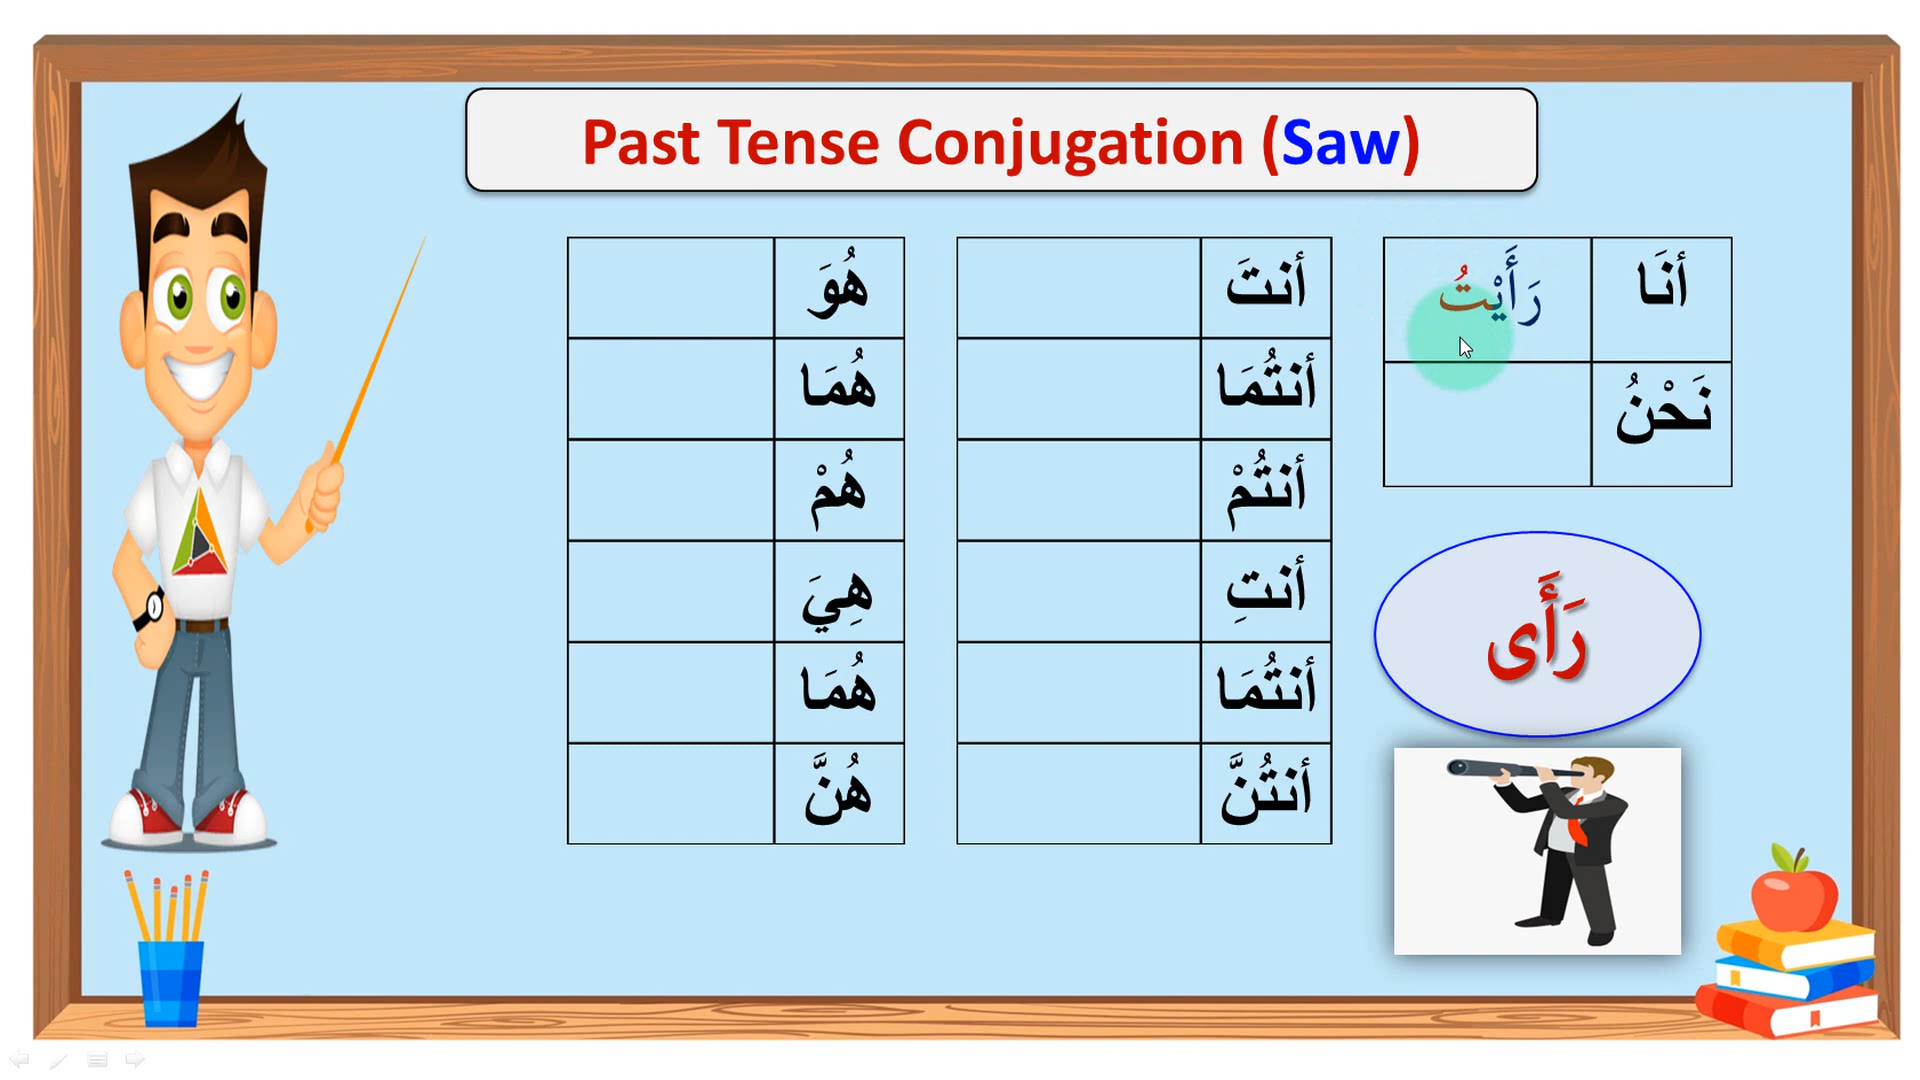 Past Tense Conjugation (Saw)
أنَا رَأَيْتُ
نَحْنُ
أنتَ
أنتُمَا
أنتُمْ
أنتِ
أنتُمَا
أنتُنَّ
هُوَ
هُمَا
هُمْ
هِيَ
هُمَا
هُنَّ
رَأَى